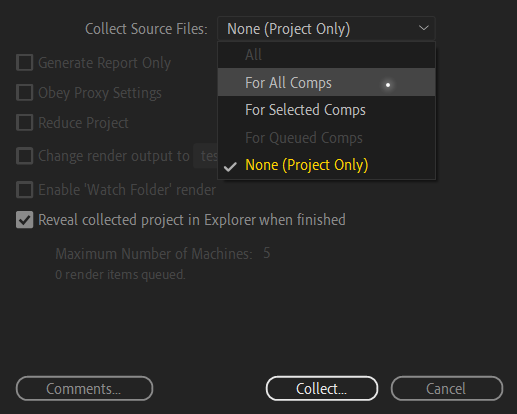 Collect Source Files: None (Project Only)
All
Generate Report Only
For All Comps
Obey Proxy Settings
For Selected Comps
Reduce Project
For Queued Comps
Change render output to tes
None (Project Only)
Enable 'Watch Folder' render
Reveal collected project in Explorer when finished
Maximum Number of Machines: 5
0 render items queued.
Comments... Collect... Cancel